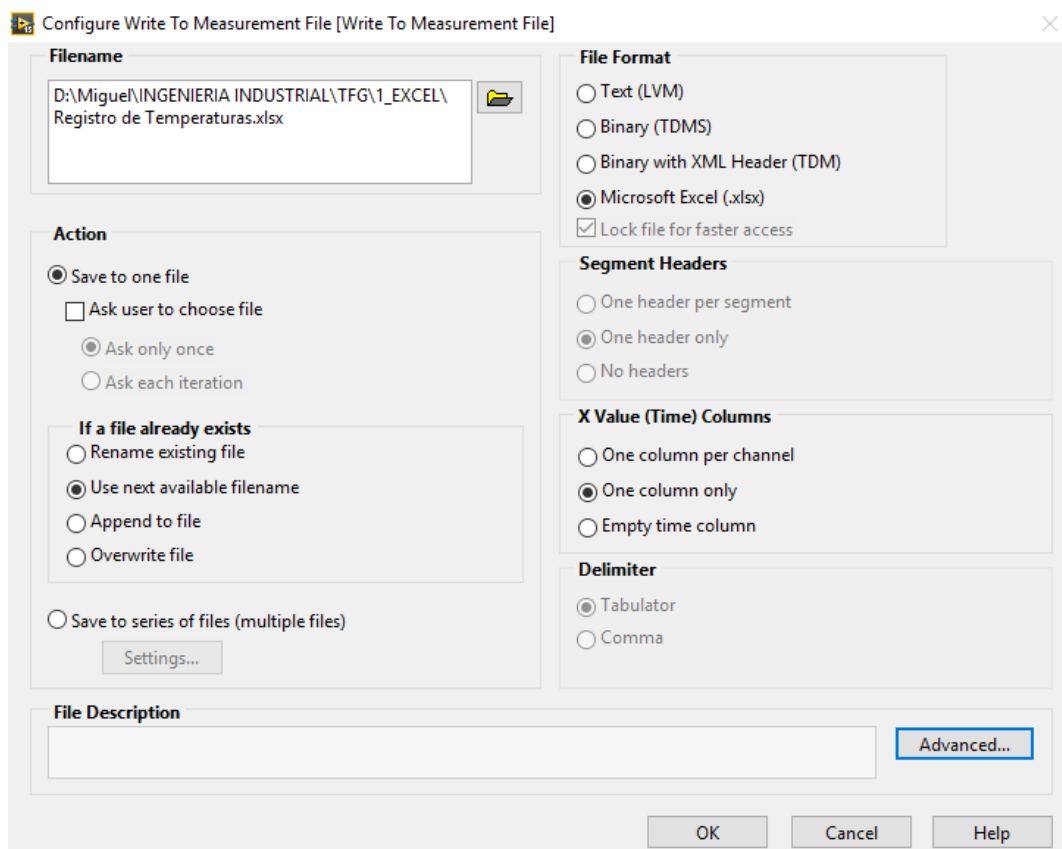 Configure Write To Measurement File [Write To Measurement File]
Filename
D:\Miguel\INGENIERIA INDUSTRIAL\TFG\1_EXCEL\
Registro de Temperaturas.xlsx
Action
Save to one file
Ask user to choose file
Ask only once
Ask each iteration
If a file already exists
Rename existing file
Use next available filename
Append to file
Overwrite file
Save to series of files (multiple files)
Settings...
File Format
Text (LVM)
Binary (TDMS)
Binary with XML Header (TDM)
Microsoft Excel (.xlsx)
Lock file for faster access
Segment Headers
One header per segment
One header only
No headers
X Value (Time) Columns
One column per channel
One column only
Empty time column
Delimiter
Tabulator
Comma
File Description
Advanced...
OK
Cancel
Help